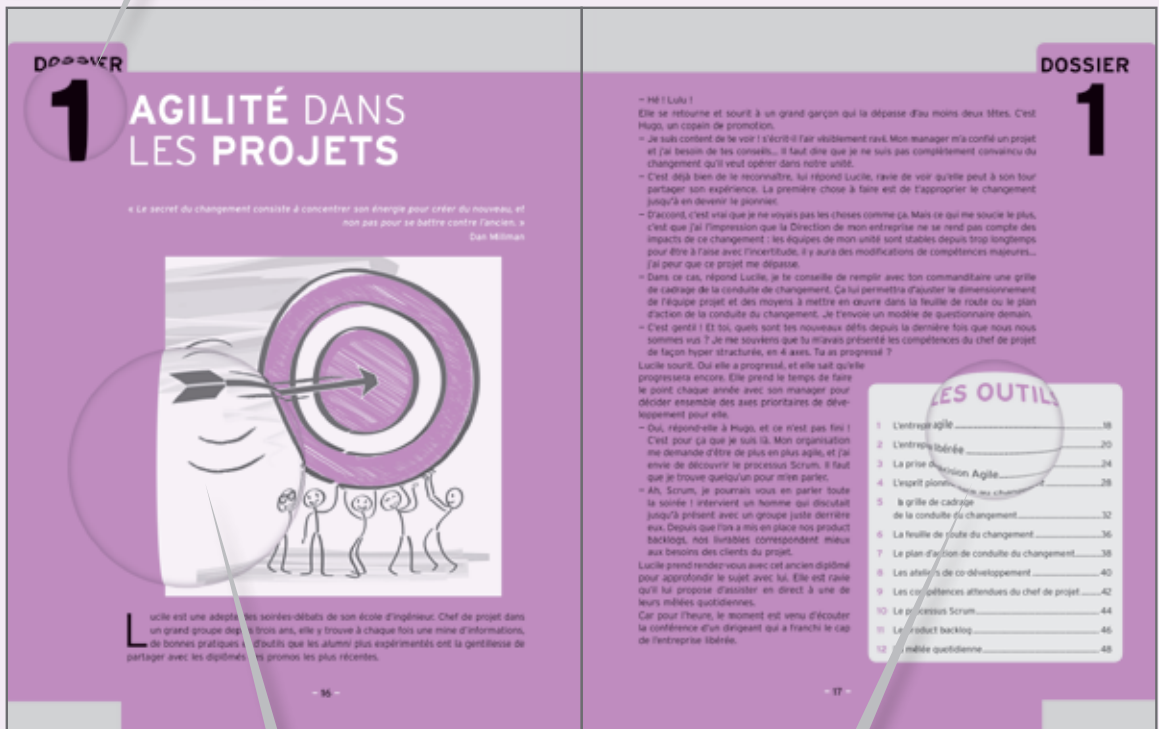 DOSSIER
1
AGILITÉ DANS
LES PROJETS
« Le secret du changement consiste à concentrer son énergie pour créer du nouveau, et
non pas pour se battre contre l'ancien. »
Dan Millman
Lucile est une adepte des soirées-débats de son école d'ingénieur. Chef de projet dans
un grand groupe depuis trois ans, elle y trouve à chaque fois une mine d'informations,
de bonnes pratiques et d'outils que les alumni plus expérimentés ont la gentillesse de
partager avec les diplômés des promos les plus récentes.
– 16 –
DOSSIER
1
– Hé ! Lulu !
Elle se retourne et sourit à un grand garçon qui la dépasse d'au moins deux têtes. C'est
Hugo, un copain de promotion.
– Je suis content de te voir ! s'écrit-il l'air visiblement ravi. Mon manager m'a confié un projet
et j'ai besoin de tes conseils... Il faut dire que je ne suis pas complètement convaincu du
changement qu'il veut opérer dans notre unité.
– C'est déjà bien de le reconnaître, lui répond Lucile, ravie de voir qu'elle peut à son tour
partager son expérience. La première chose à faire est de t'approprier le changement
jusqu'à en devenir le pionnier.
– D'accord, c'est vrai que je ne voyais pas les choses comme ça. Mais ce qui me soucie le plus,
c'est que j'ai l'impression que la Direction de mon entreprise ne se rend pas compte des
impacts de ce changement : les équipes de mon unité sont stables depuis trop longtemps
pour être à l'aise avec l'incertitude, il y aura des modifications de compétences majeures...
j'ai peur que ce projet me dépasse.
– Dans ce cas, répond Lucile, je te conseille de remplir avec ton commanditaire une grille
de cadrage de la conduite de changement. Ça lui permettra d'ajuster le dimensionnement
de l'équipe projet et des moyens à mettre en œuvre dans la feuille de route ou le plan
d'action de la conduite du changement. Je t'envoie un modèle de questionnaire demain.
– C'est gentil ! Et toi, quels sont tes nouveaux défis depuis la dernière fois que nous nous
sommes vus ? Je me souviens que tu m'avais présenté les compétences du chef de projet
de façon hyper structurée, en 4 axes. Tu as progressé ?
Lucile sourit. Oui elle a progressé, et elle sait qu'elle
progressera encore. Elle prend le temps de faire
le point chaque année avec son manager pour
décider ensemble des axes prioritaires de déve-
loppement pour elle.
– Oui, répond-elle à Hugo, et ce n'est pas fini !
C'est pour ça que je suis là. Mon organisation
me demande d'être de plus en plus agile, et j'ai
envie de découvrir le processus Scrum. Il faut
que je trouve quelqu'un pour m'en parler.
– Ah, Scrum, je pourrais vous en parler toute
la soirée ! intervient un homme qui discutait
jusqu'à présent avec un groupe juste derrière
eux. Depuis que l'on a mis en place nos product
backlogs, nos livrables correspondent mieux
aux besoins des clients du projet.
Lucile prend rendez-vous avec cet ancien diplômé
pour approfondir le sujet avec lui. Elle est ravie
qu'il lui propose d'assister en direct à une de
leurs mêlées quotidiennes.
Car pour l'heure, le moment est venu d'écouter
la conférence d'un dirigeant qui a franchi le cap
de l'entreprise libérée.
LES OUTILS
1 L'entreprise agile 18
2 L'entreprise libérée 20
3 La prise de décision Agile 24
4 L'esprit pionnier face au changement 28
5 la grille de cadrage
de la conduite du changement 32
6 La feuille de route du changement 36
7 Le plan d'action de conduite du changement 38
8 Les ateliers de co-développement 40
9 Les compétences attendues du chef de projet 42
10 Le processus Scrum 44
11 Le product backlog 46
12 La mêlée quotidienne 48
– 17 –